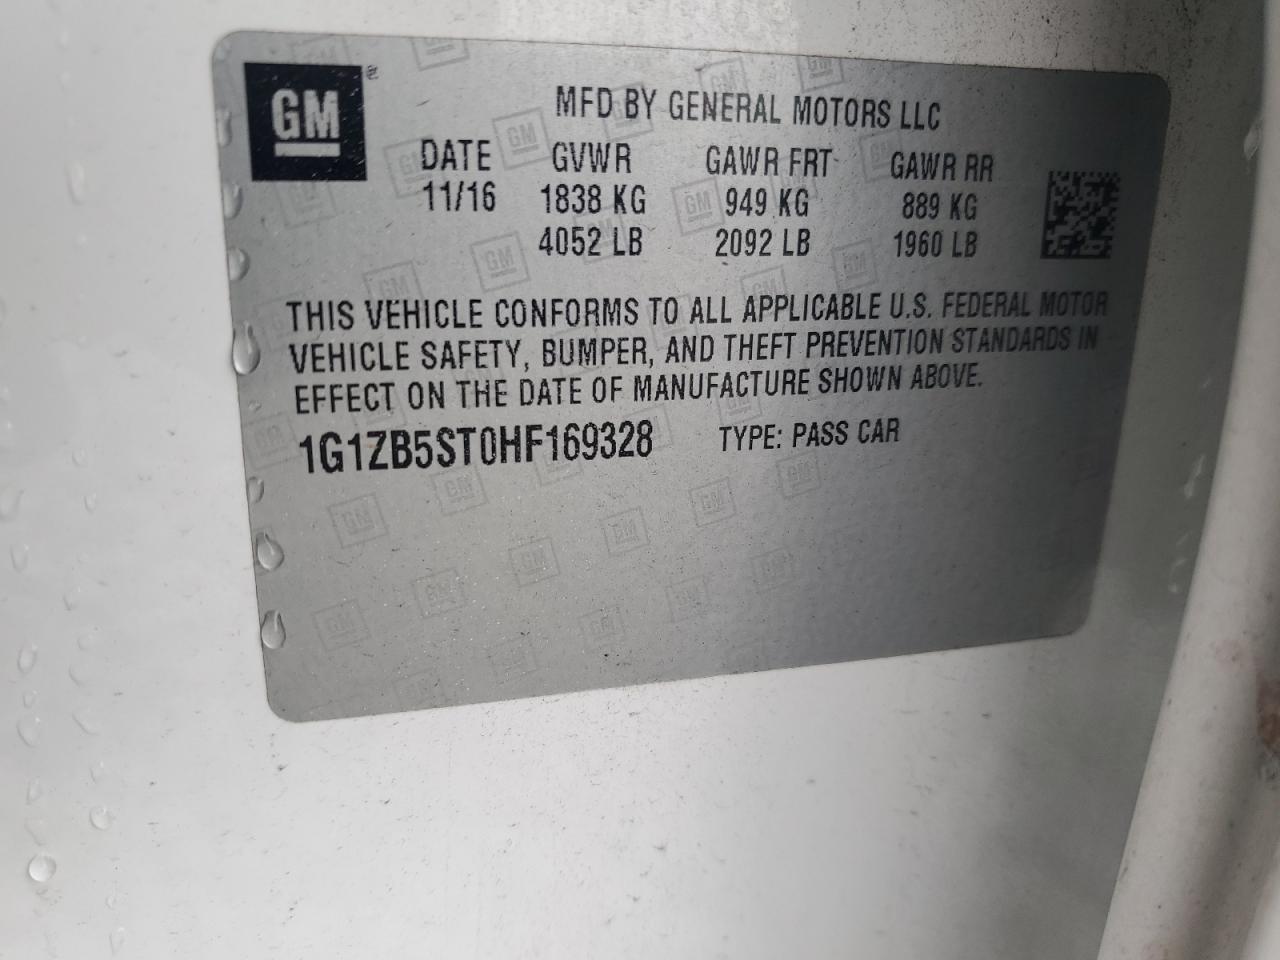 GM
MFD BY GENERAL MOTORS LLC
DATE GVWR GAWR FRT GAWR RR
11/16 1838 KG 949 KG 889 KG
4052 LB 2092 LB 1960 LB
THIS VEHICLE CONFORMS TO ALL APPLICABLE U.S. FEDERAL MOTOR
VEHICLE SAFETY, BUMPER, AND THEFT PREVENTION STANDARDS IN
EFFECT ON THE DATE OF MANUFACTURE SHOWN ABOVE.
1G1ZB5ST0HF169328 TYPE: PASS CAR